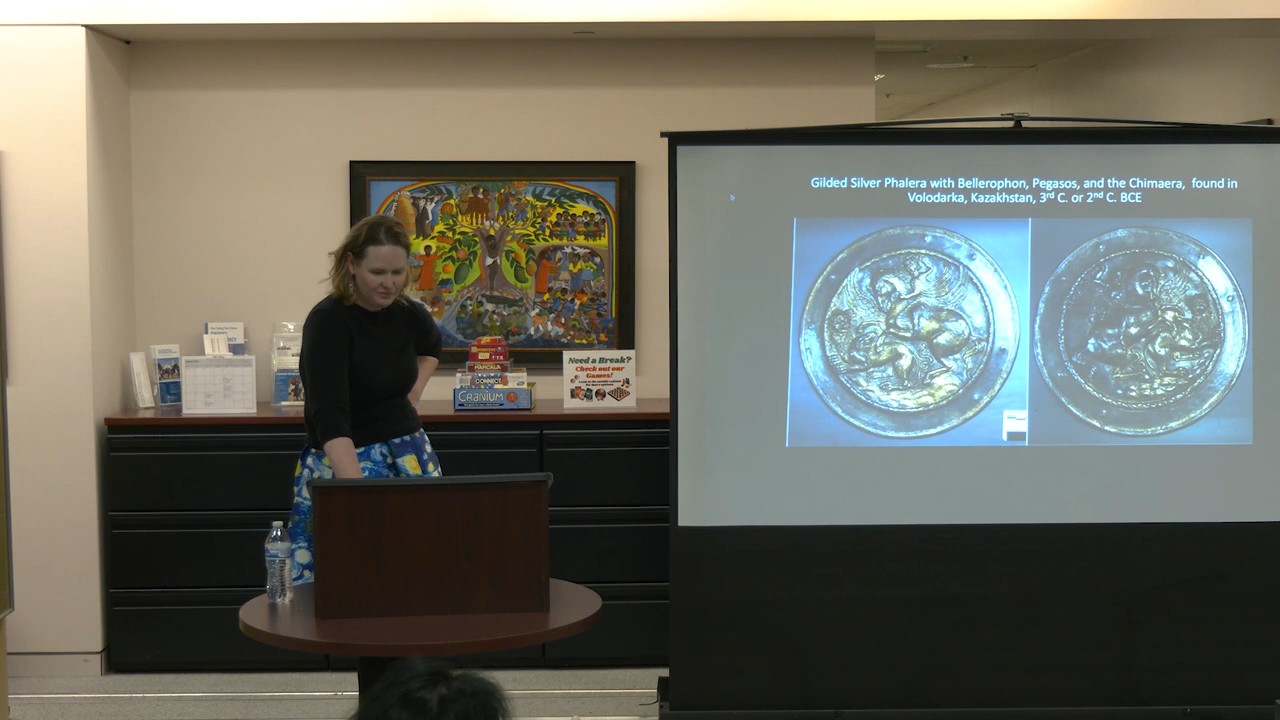 Gilded Silver Phalera with Bellerophon, Pegasos, and the Chimaera, found in
Volodarka, Kazakhstan, 3rd C. or 2nd C. BCE
Need a Break?
Check out our
Games!
MANCALA
CONNECT
CRANIUM